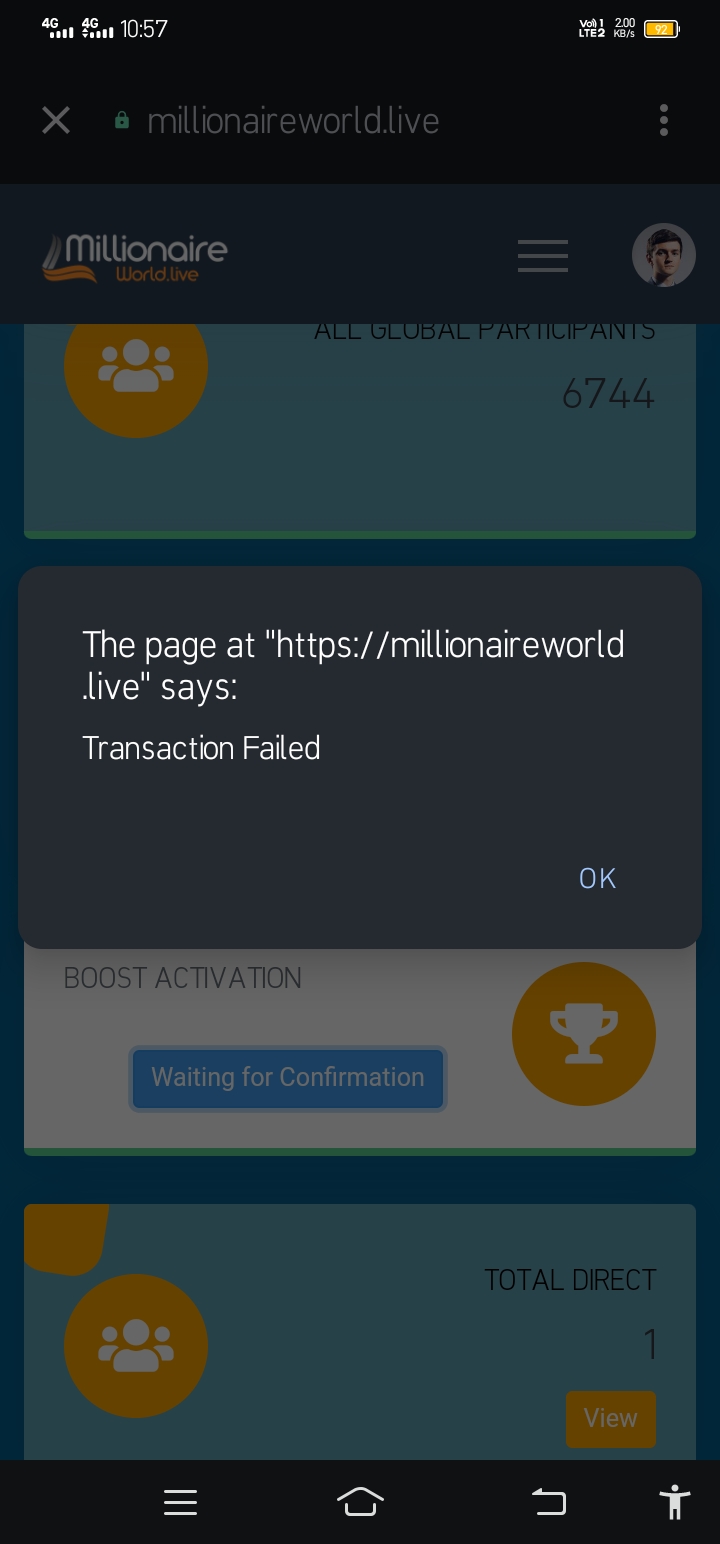 4G 4G 10:57 Vo) 1 LTE2 2.00 KB/s 92
millionaireworld.live
Millionaire
World.live
ALL GLOBAL PARTICIPANTS
6744
The page at "https://millionaireworld
.live" says:
Transaction Failed
OK
BOOST ACTIVATION
Waiting for Confirmation
TOTAL DIRECT
1
View